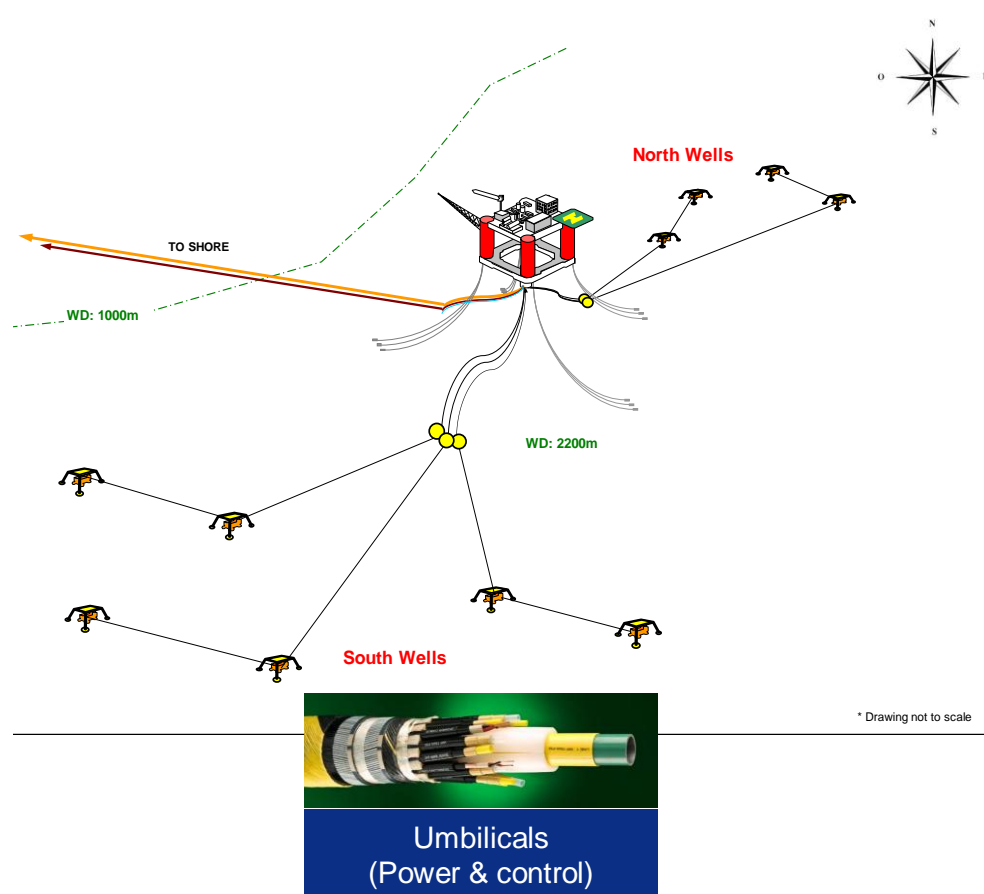 N
O
S
North Wells
TO SHORE
WD: 1000m
WD: 2200m
South Wells
* Drawing not to scale
Umbilicals
(Power & control)